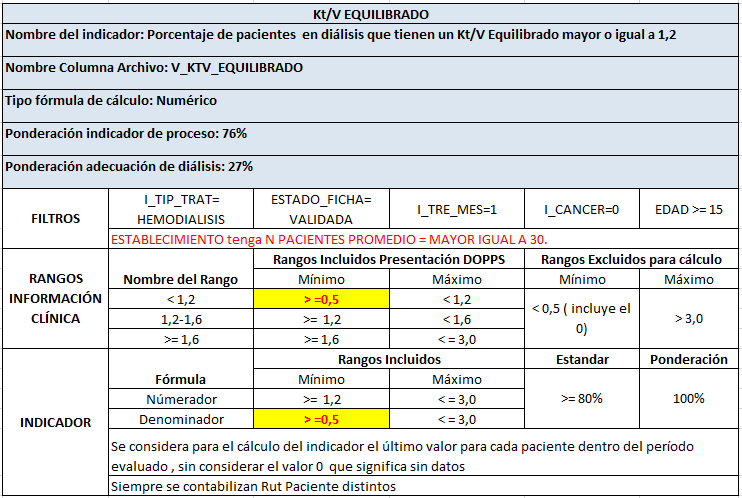 Kt/V EQUILIBRADO
Nombre del indicador: Porcentaje de pacientes en diálisis que tienen un Kt/V Equilibrado mayor o igual a 1,2
Nombre Columna Archivo: V_KTV_EQUILIBRADO
Tipo fórmula de cálculo: Numérico
Ponderación indicador de proceso: 76%
Ponderación adecuación de diálisis: 27%
FILTROS
I_TIP_TRAT=
HEMODIALISIS
ESTADO_FICHA=
VALIDADA
I_TRE_MES=1
I_CANCER=0
EDAD >= 15
ESTABLECIMIENTO tenga N PACIENTES PROMEDIO = MAYOR IGUAL A 30.
RANGOS
INFORMACIÓN
CLÍNICA
Nombre del Rango
Rangos Incluidos Presentación DOPPS
Rangos Excluidos para cálculo
Mínimo
Máximo
Mínimo
Máximo
< 1,2
> =0,5
< 1,2
< 0,5 ( incluye el
0)
> 3,0
1,2-1,6
>= 1,2
< 1,6
>= 1,6
>= 1,6
< = 3,0
INDICADOR
Fórmula
Rangos Incluidos
Estandar
Ponderación
Mínimo
Máximo
>= 80%
100%
Númerador
>= 1,2
< = 3,0
Denominador
> =0,5
< = 3,0
Se considera para el cálculo del indicador el último valor para cada paciente dentro del período
evaluado , sin considerar el valor 0 que significa sin datos
Siempre se contabilizan Rut Paciente distintos